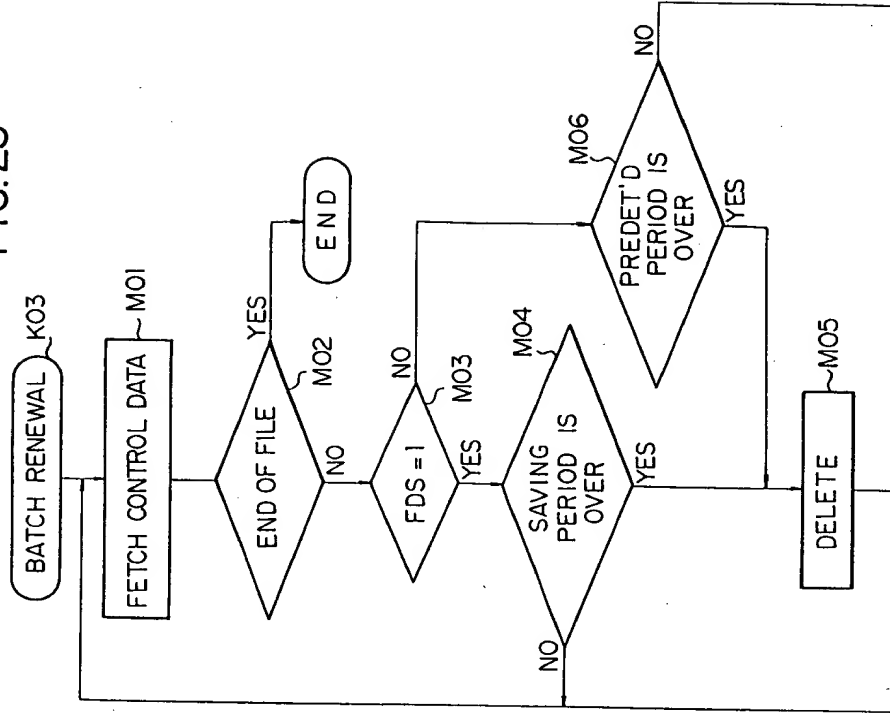 BATCH RENEWAL
K03
FETCH CONTROL DATA
M01
END OF FILE
M02
YES
NO
END
FDS = 1
M03
NO
YES
SAVING
PERIOD IS
OVER
M04
NO
YES
PREDET'D
PERIOD IS
OVER
M06
NO
YES
DELETE
M05